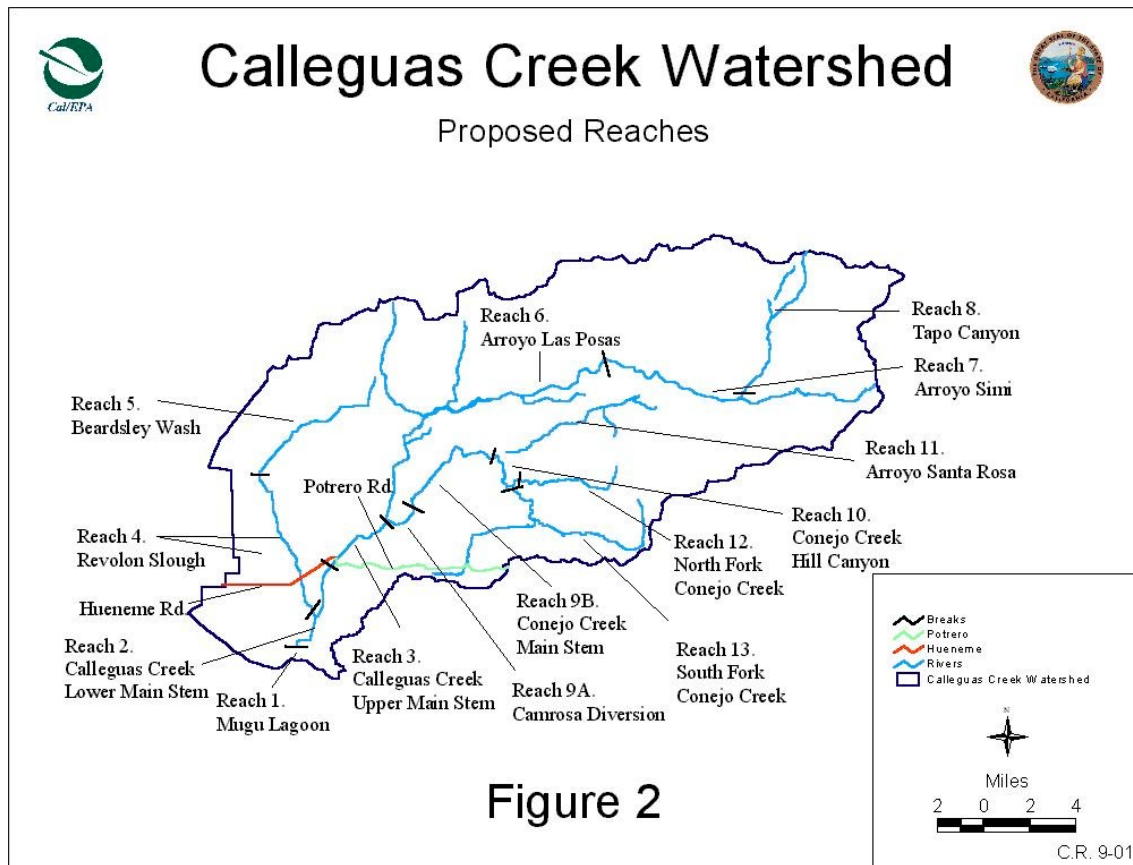 Calleguas Creek Watershed
Cal/EPA
Proposed Reaches
Reach 8.
Tapo Canyon
Reach 6.
Arroyo Las Posas
Reach 7.
Arroyo Simi
Reach 5.
Beardsley Wash
Reach 11.
Arroyo Santa Rosa
Potrero Rd.
Reach 10.
Conejo Creek
Hill Canyon
Reach 4.
Revolon Slough
Reach 12.
North Fork
Conejo Creek
Hueneme Rd.
Reach 9B.
Conejo Creek
Main Stem
Reach 2.
Calleguas Creek
Lower Main Stem
Reach 3.
Calleguas Creek
Upper Main Stem
Reach 13.
South Fork
Conejo Creek
Reach 1.
Mugu Lagoon
Reach 9A.
Camrosa Diversion
Breaks
Potrero
Hueneme
Rivers
Calleguas Creek Watershed
N
Miles
2 0 2 4
Figure 2
C.R. 9-01